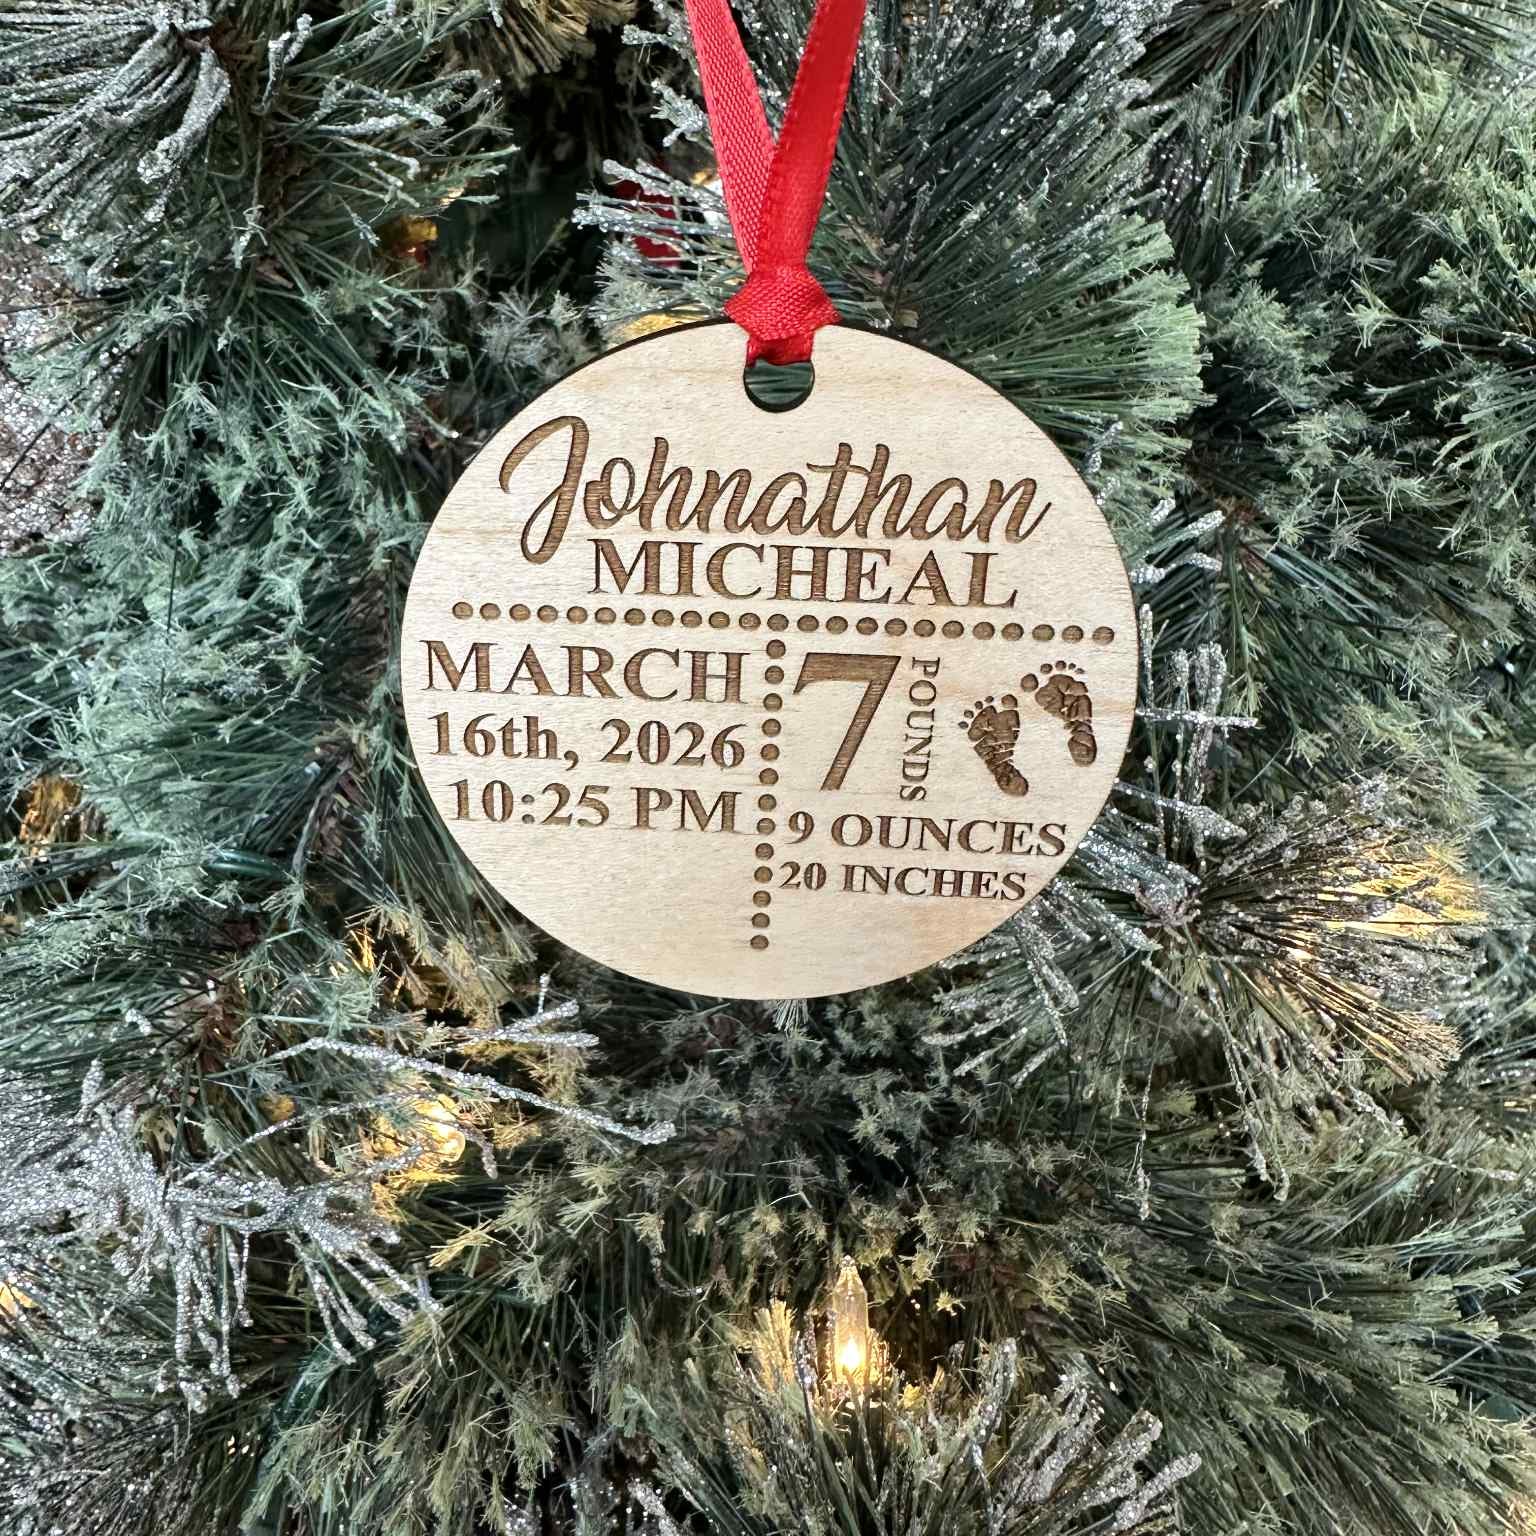 Johnathan
MICHEAL
MARCH
16th, 2026
10:25 PM
7 POUNDS
9 OUNCES
20 INCHES